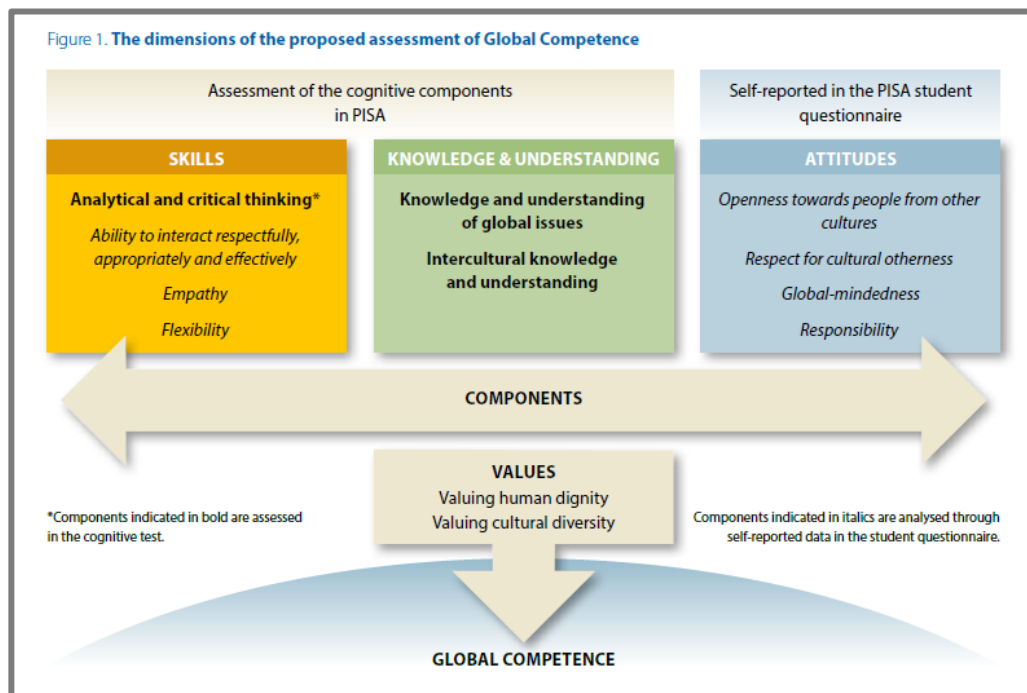 Figure 1. The dimensions of the proposed assessment of Global Competence
Assessment of the cognitive components
in PISA
Self-reported in the PISA student
questionnaire
SKILLS
Analytical and critical thinking*
Ability to interact respectfully,
appropriately and effectively
Empathy
Flexibility
KNOWLEDGE & UNDERSTANDING
Knowledge and understanding
of global issues
Intercultural knowledge
and understanding
ATTITUDES
Openness towards people from other
cultures
Respect for cultural otherness
Global-mindedness
Responsibility
COMPONENTS
VALUES
Valuing human dignity
Valuing cultural diversity
*Components indicated in bold are assessed
in the cognitive test.
Components indicated in italics are analysed through
self-reported data in the student questionnaire.
GLOBAL COMPETENCE